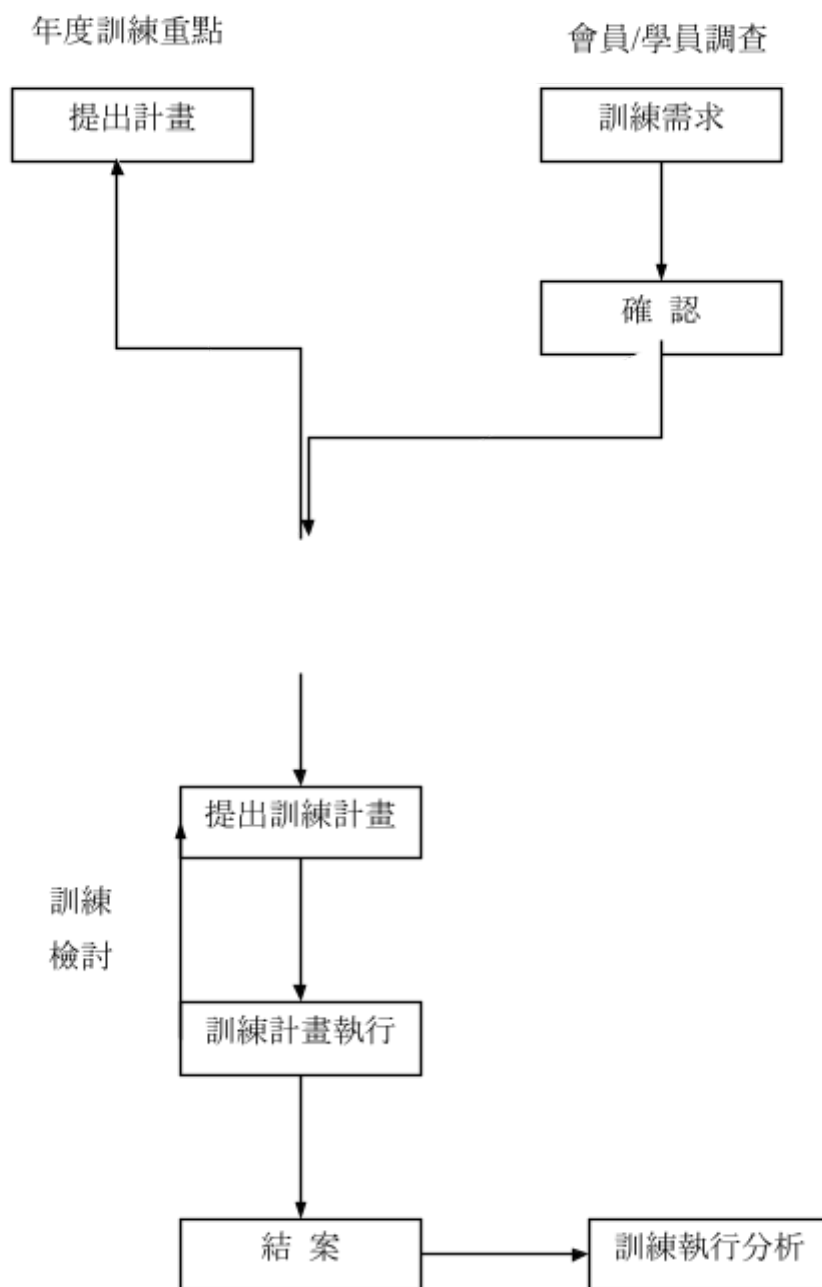 年度訓練重點
會員/學員調查
提出計畫
訓練需求
確 認
提出訓練計畫
訓練
檢討
訓練計畫執行
結 案
訓練執行分析